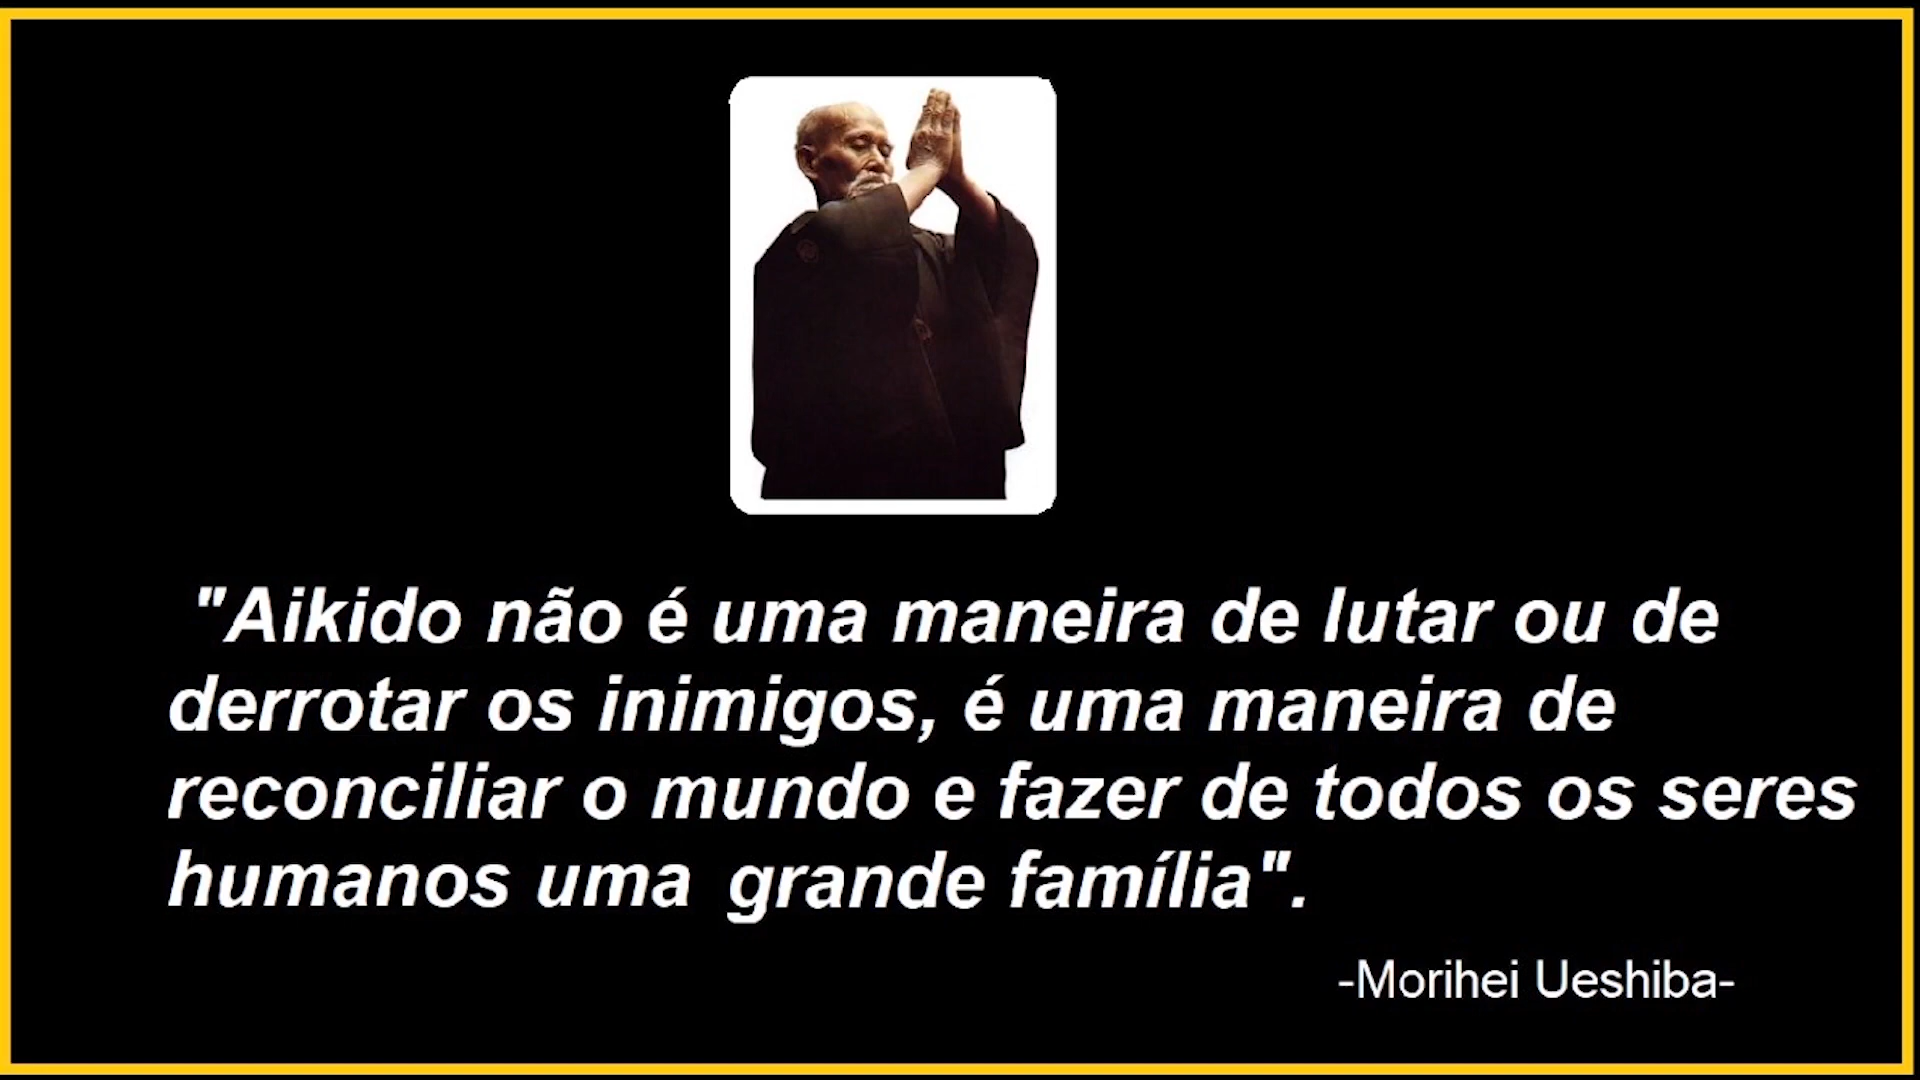 "Aikido não é uma maneira de lutar ou de
derrotar os inimigos, é uma maneira de
reconciliar o mundo e fazer de todos os seres
humanos uma grande família".
-Morihei Ueshiba-